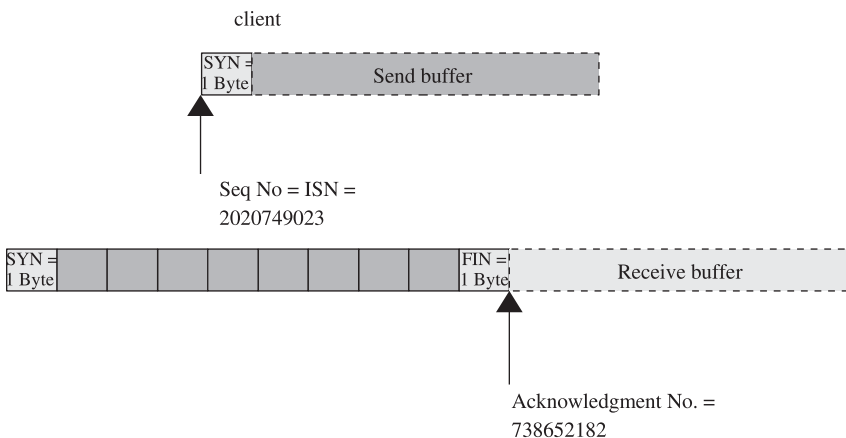 client
SYN =
1 Byte
Send buffer
Seq No = ISN =
2020749023
SYN =
1 Byte
FIN =
1 Byte
Receive buffer
Acknowledgment No. =
738652182